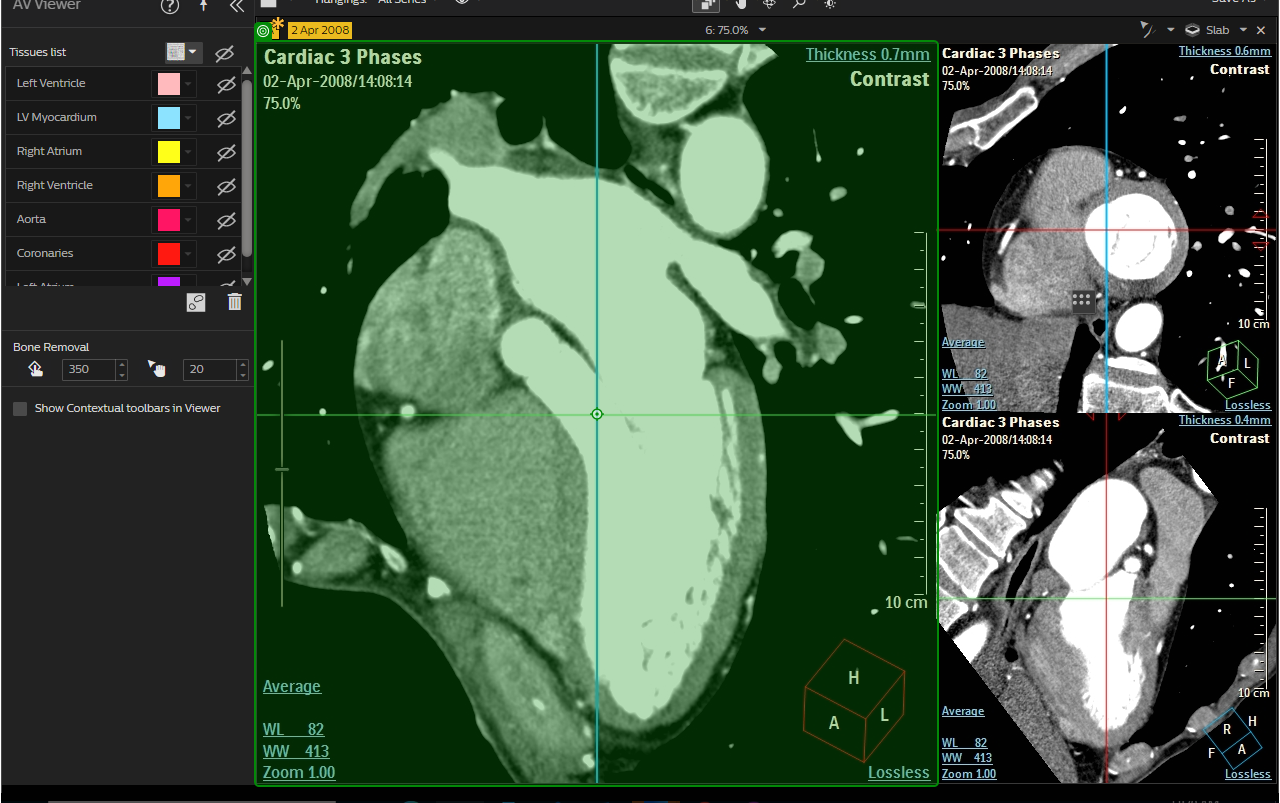 AV Viewer
Hangings: All Series
Save As
Tissues list
Left Ventricle
LV Myocardium
Right Atrium
Right Ventricle
Aorta
Coronaries
Left Atrium
Bone Removal
350
20
Show Contextual toolbars in Viewer
2 Apr 2008
6: 75.0%
Slab
Cardiac 3 Phases
02-Apr-2008/14:08:14
75.0%
Thickness 0.7mm
Contrast
10 cm
Average
WL 82
WW 413
Zoom 1.00
H
A
L
Lossless
Cardiac 3 Phases
02-Apr-2008/14:08:14
75.0%
Thickness 0.6mm
Contrast
10 cm
Average
WL 82
WW 413
Zoom 1.00
A
L
F
Lossless
Cardiac 3 Phases
02-Apr-2008/14:08:14
75.0%
Thickness 0.4mm
Contrast
10 cm
Average
WL 82
WW 413
Zoom 1.00
R
H
F
A
Lossless